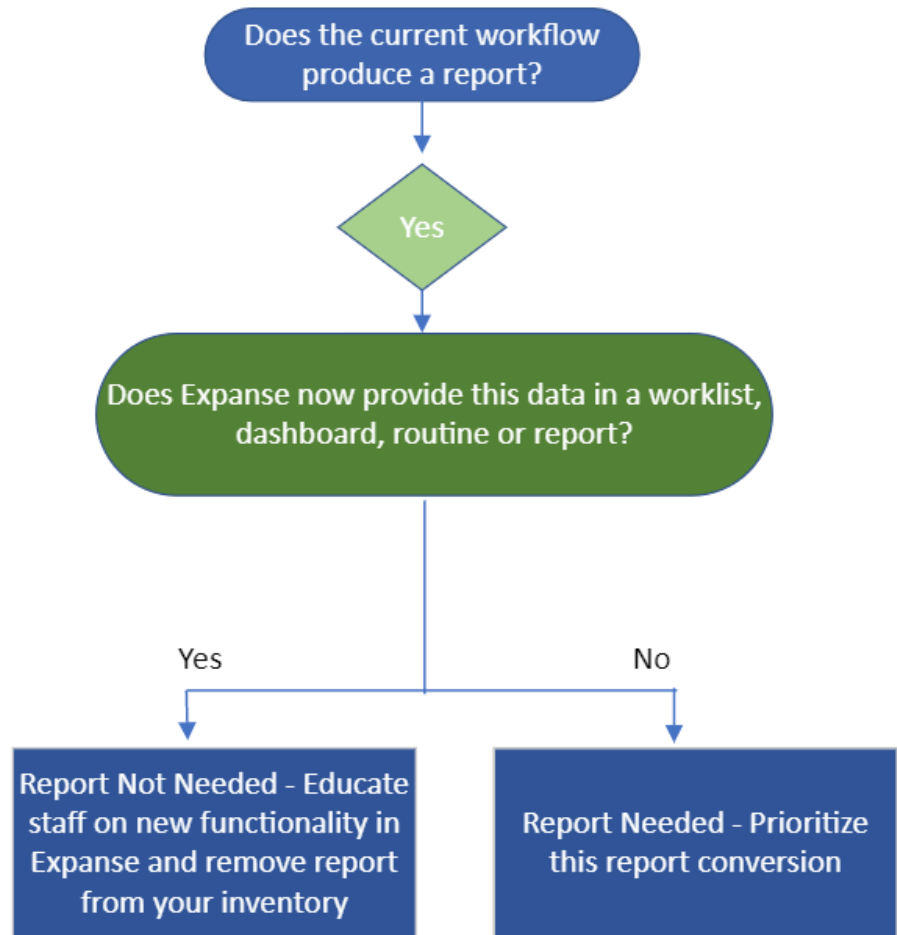 Does the current workflow
produce a report?
Yes
Does Expanse now provide this data in a worklist,
dashboard, routine or report?
Yes
No
Report Not Needed - Educate
staff on new functionality in
Expanse and remove report
from your inventory
Report Needed - Prioritize
this report conversion